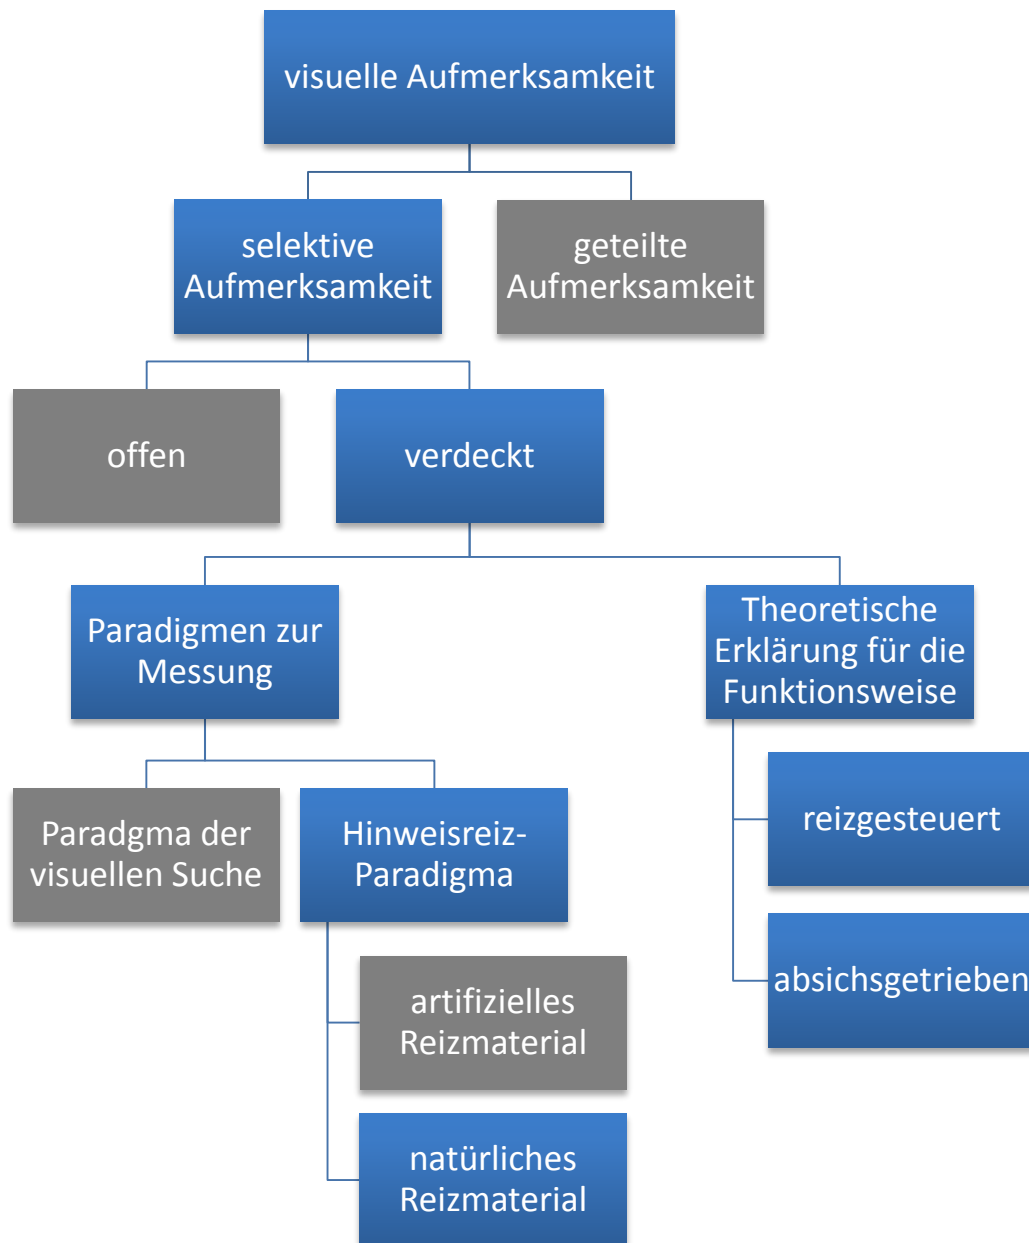 visuelle Aufmerksamkeit
selektive
Aufmerksamkeit
geteilte
Aufmerksamkeit
offen
verdeckt
Paradigmen zur
Messung
Theoretische
Erklärung für die
Funktionsweise
Paradgma der
visuellen Suche
Hinweisreiz-
Paradigma
reizgesteuert
absichsgetrieben
artifizielles
Reizmaterial
natürliches
Reizmaterial